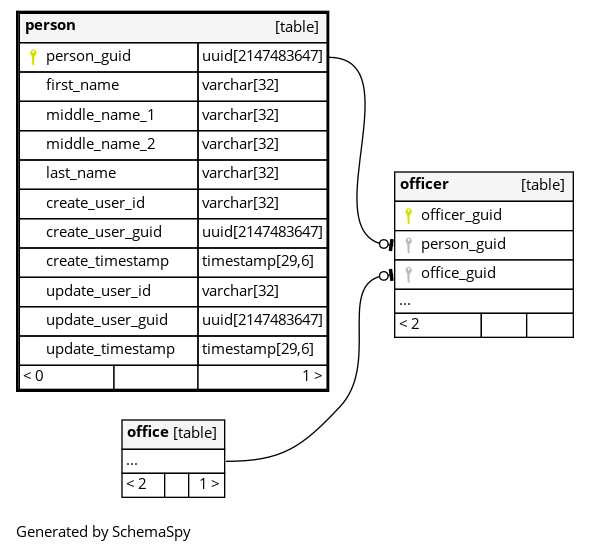 person [table]
person_guid uuid[2147483647]
first_name varchar[32]
middle_name_1 varchar[32]
middle_name_2 varchar[32]
last_name varchar[32]
create_user_id varchar[32]
create_user_guid uuid[2147483647]
create_timestamp timestamp[29,6]
update_user_id varchar[32]
update_user_guid uuid[2147483647]
update_timestamp timestamp[29,6]
< 0 1 >
officer [table]
officer_guid
person_guid
office_guid
...
< 2
office [table]
...
< 2 1 >
Generated by SchemaSpy